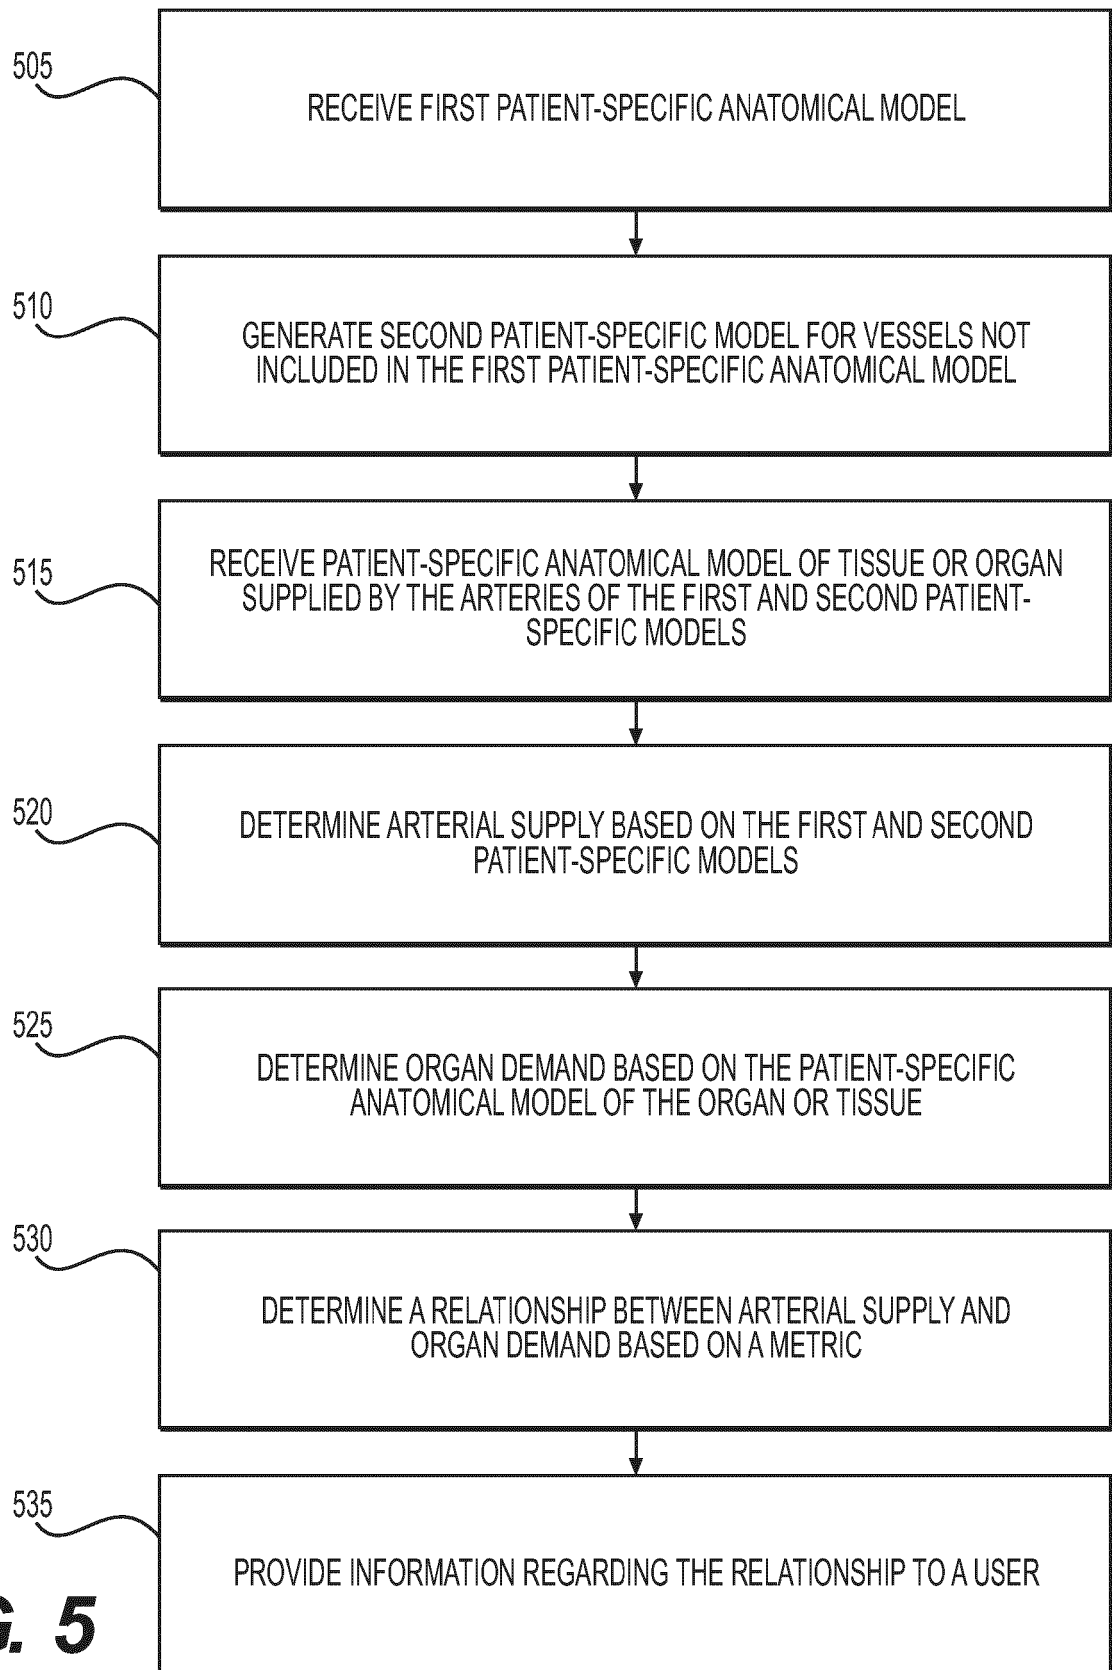 505
RECEIVE FIRST PATIENT-SPECIFIC ANATOMICAL MODEL
510
GENERATE SECOND PATIENT-SPECIFIC MODEL FOR VESSELS NOT
INCLUDED IN THE FIRST PATIENT-SPECIFIC ANATOMICAL MODEL
515
RECEIVE PATIENT-SPECIFIC ANATOMICAL MODEL OF TISSUE OR ORGAN
SUPPLIED BY THE ARTERIES OF THE FIRST AND SECOND PATIENT-
SPECIFIC MODELS
520
DETERMINE ARTERIAL SUPPLY BASED ON THE FIRST AND SECOND
PATIENT-SPECIFIC MODELS
525
DETERMINE ORGAN DEMAND BASED ON THE PATIENT-SPECIFIC
ANATOMICAL MODEL OF THE ORGAN OR TISSUE
530
DETERMINE A RELATIONSHIP BETWEEN ARTERIAL SUPPLY AND
ORGAN DEMAND BASED ON A METRIC
535
PROVIDE INFORMATION REGARDING THE RELATIONSHIP TO A USER
G. 5